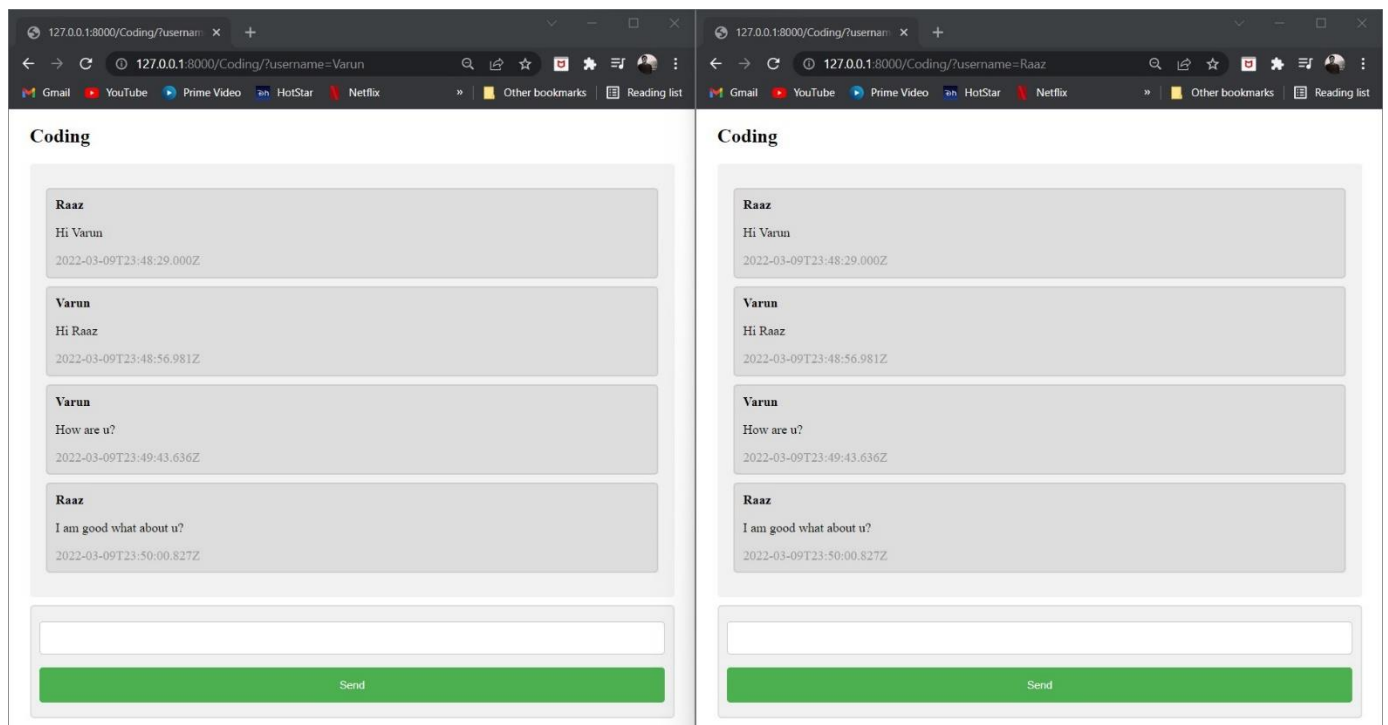 127.0.0.1:8000/Coding/?usernam
127.0.0.1:8000/Coding/?username=Varun
Gmail YouTube Prime Video HotStar Netflix » Other bookmarks Reading list
Coding
Raaz
Hi Varun
2022-03-09T23:48:29.000Z
Varun
Hi Raaz
2022-03-09T23:48:56.981Z
Varun
How are u?
2022-03-09T23:49:43.636Z
Raaz
I am good what about u?
2022-03-09T23:50:00.827Z
Send
127.0.0.1:8000/Coding/?usernam
127.0.0.1:8000/Coding/?username=Raaz
Gmail YouTube Prime Video HotStar Netflix » Other bookmarks Reading list
Coding
Raaz
Hi Varun
2022-03-09T23:48:29.000Z
Varun
Hi Raaz
2022-03-09T23:48:56.981Z
Varun
How are u?
2022-03-09T23:49:43.636Z
Raaz
I am good what about u?
2022-03-09T23:50:00.827Z
Send